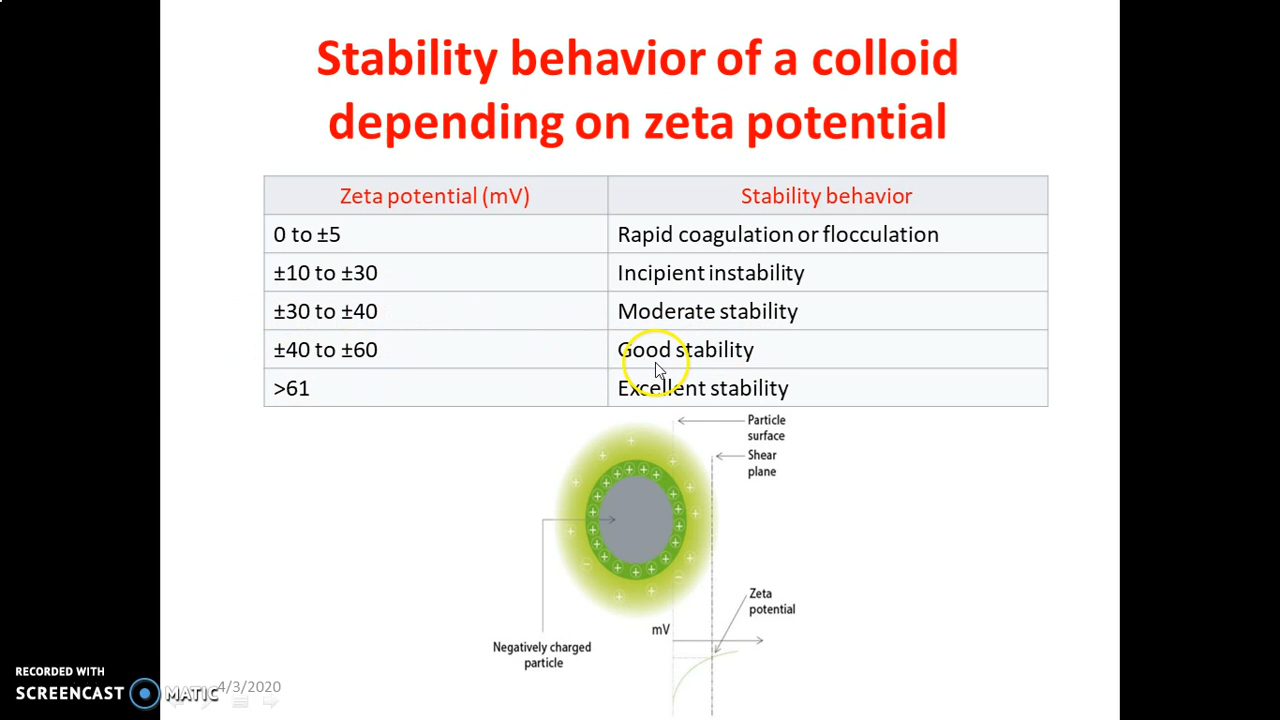 Stability behavior of a colloid
depending on zeta potential
Zeta potential (mV) Stability behavior
0 to ±5 Rapid coagulation or flocculation
±10 to ±30 Incipient instability
±30 to ±40 Moderate stability
±40 to ±60 Good stability
>61 Excellent stability
Particle
surface
Shear
plane
Zeta
potential
mV
Negatively charged
particle
RECORDED WITH
SCREENCAST MATIC
4/3/2020